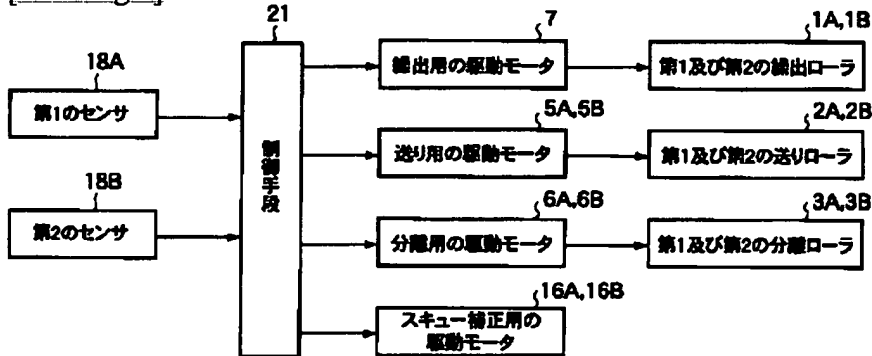 21
7
1A,1B
18A
繰出用の駆動モータ
第1及び第2の繰出ローラ
第1のセンサ
5A,5B
2A,2B
制御手段
送り用の駆動モータ
第1及び第2の送りローラ
18B
6A,6B
3A,3B
第2のセンサ
分離用の駆動モータ
第1及び第2の分離ローラ
16A,16B
スキュー補正用の
駆動モータ